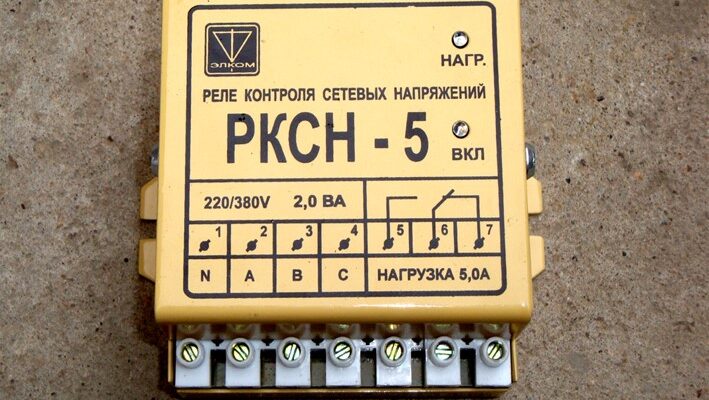 ЭЛКОМ
НАГР.
РЕЛЕ КОНТРОЛЯ СЕТЕВЫХ НАПРЯЖЕНИЙ
РКСН - 5
ВКЛ
220/380V 2,0 ВА
1 2 3 4 5 6 7
N A B C НАГРУЗКА 5,0А